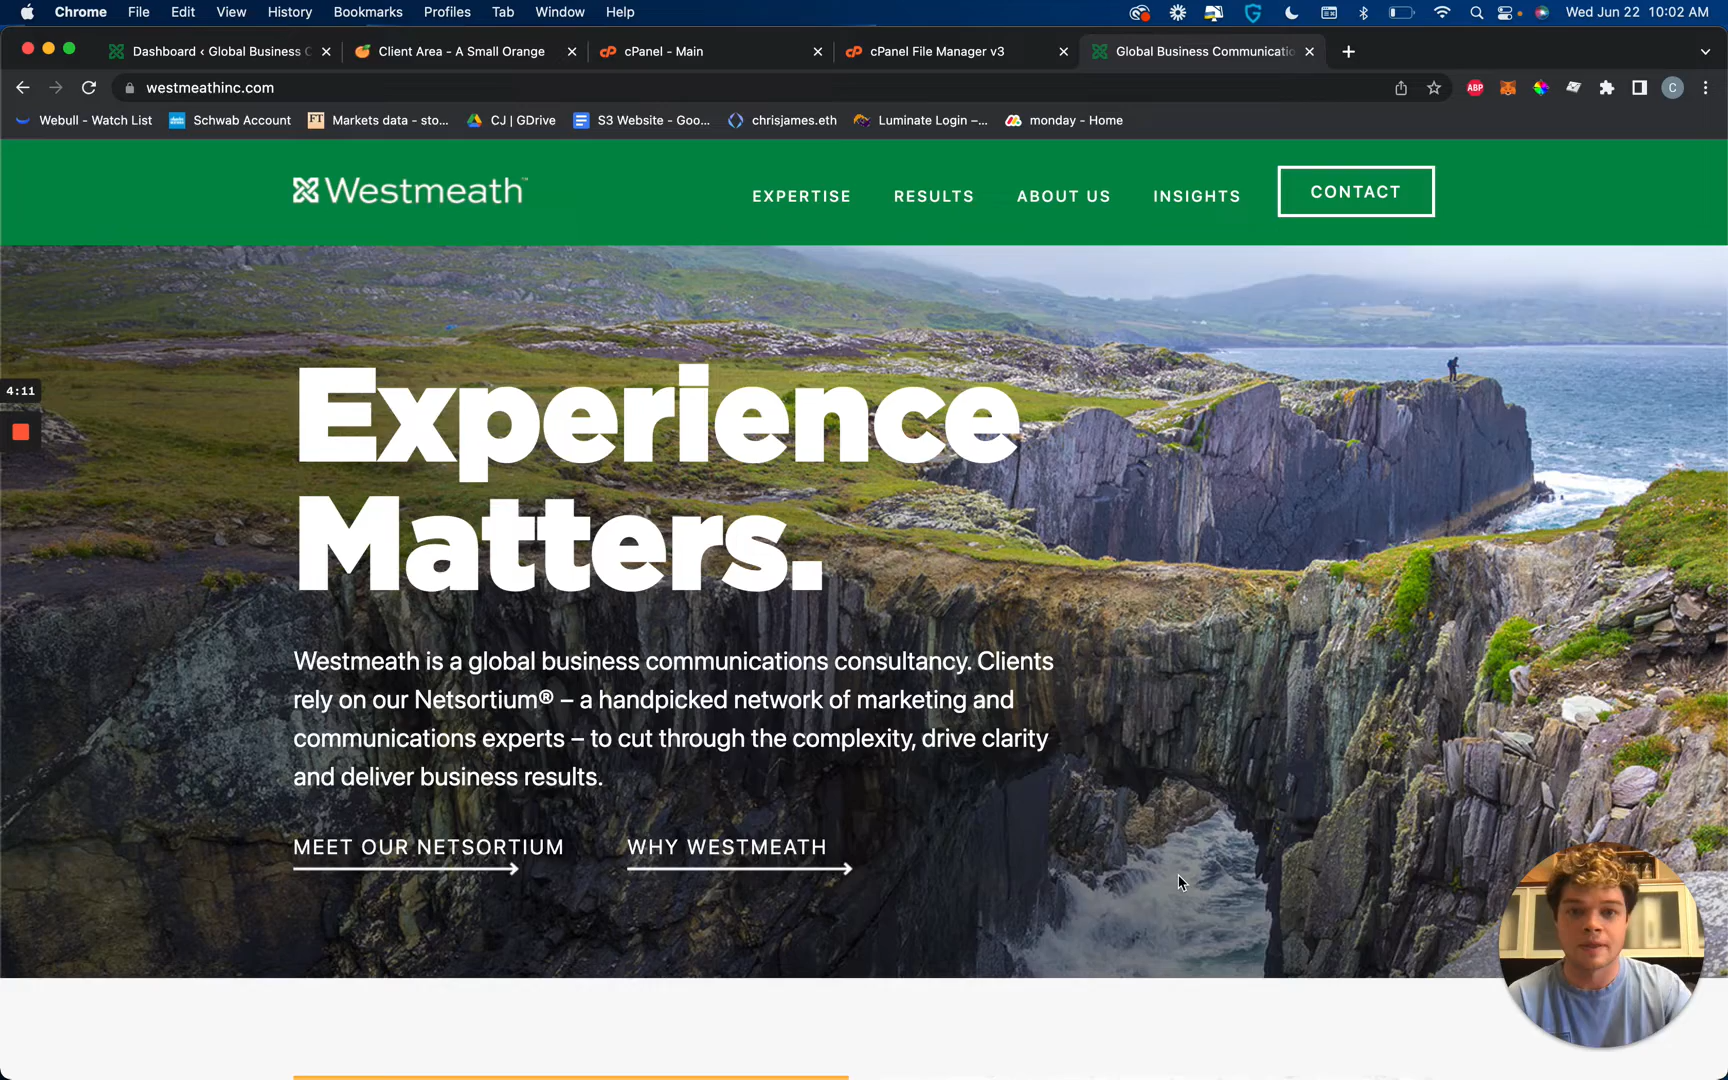 Chrome File Edit View History Bookmarks Profiles Tab Window Help
Wed Jun 22 10:02 AM
Dashboard ‹ Global Business C
Client Area - A Small Orange
cPanel - Main
cPanel File Manager v3
Global Business Communicatio
westmeathinc.com
ABP
C
Webull - Watch List
Schwab Account
FT Markets data - sto...
CJ | GDrive
S3 Website - Goo...
chrisjames.eth
Luminate Login –...
monday - Home
Westmeath™
EXPERTISE RESULTS ABOUT US INSIGHTS CONTACT
4:11
Experience
Matters.
Westmeath is a global business communications consultancy. Clients
rely on our Netsortium® – a handpicked network of marketing and
communications experts – to cut through the complexity, drive clarity
and deliver business results.
MEET OUR NETSORTIUM
WHY WESTMEATH